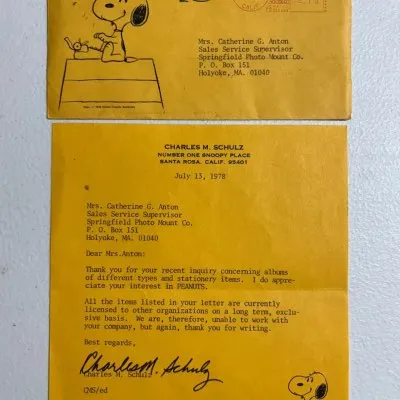 Mrs. Catherine G. Anton
Sales Service Supervisor
Springfield Photo Mount Co.
P. O. Box 151
Holyoke, MA. 01040
CHARLES M. SCHULZ
NUMBER ONE SNOOPY PLACE
SANTA ROSA, CALIF. 95401
July 13, 1978
Mrs. Catherine G. Anton
Sales Service Supervisor
Springfield Photo Mount Co.
P. O. Box 151
Holyoke, MA. 01040
Dear Mrs.Anton:
Thank you for your recent inquiry concerning albums
of different types and stationery items. I do appre-
ciate your interest in PEANUTS.
All the items listed in your letter are currently
licensed to other organizations on a long term, exclu-
sive basis. We are, therefore, unable to work with
your company, but again, thank you for writing.
Best regards,
Charles M. Schulz
Charles M. Schulz
CMS/ed